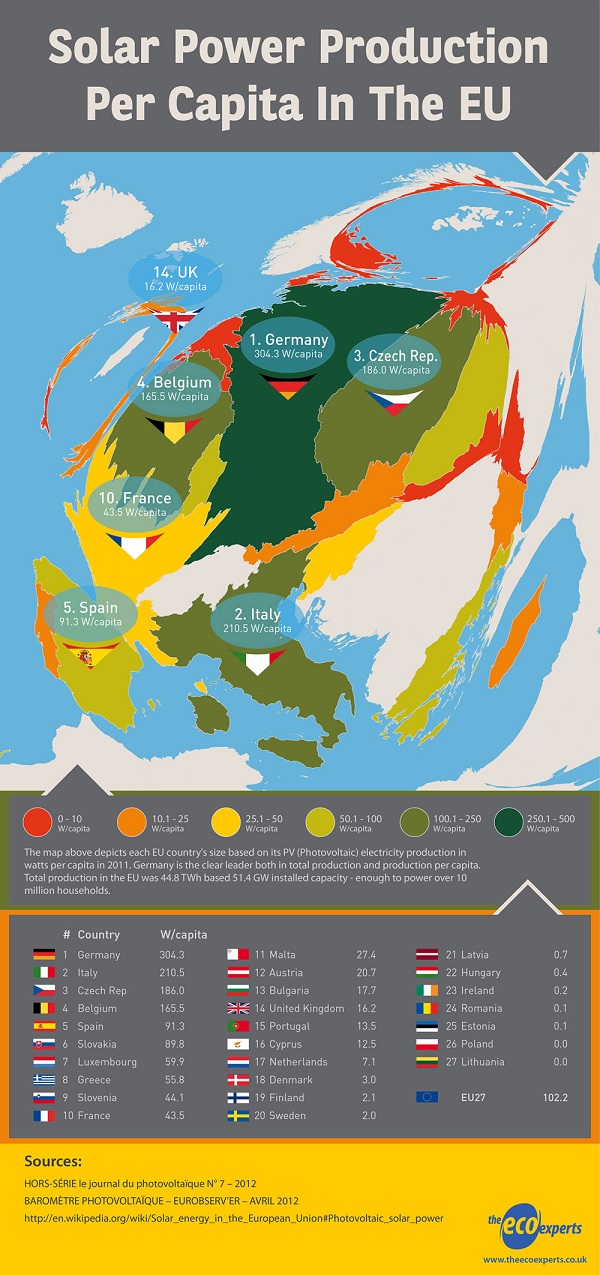 Solar Power Production
Per Capita In The EU
14. UK
16.2 W/capita
1. Germany
304.3 W/capita
3. Czech Rep.
186.0 W/capita
4. Belgium
165.5 W/capita
10. France
43.5 W/capita
5. Spain
91.3 W/capita
2. Italy
210.5 W/capita
0 - 10
W/capita
10.1 - 25
W/capita
25.1 - 50
W/capita
50.1 - 100
W/capita
100.1 - 250
W/capita
250.1 - 500
W/capita
The map above depicts each EU country's size based on its PV (Photovoltaic) electricity production in
watts per capita in 2011. Germany is the clear leader both in total production and production per capita.
Total production in the EU was 44.8 TWh based 51.4 GW installed capacity - enough to power over 10
million households.
# Country W/capita
1 Germany 304.3
2 Italy 210.5
3 Czech Rep 186.0
4 Belgium 165.5
5 Spain 91.3
6 Slovakia 89.8
7 Luxembourg 59.9
8 Greece 55.8
9 Slovenia 44.1
10 France 43.5
11 Malta 27.4
12 Austria 20.7
13 Bulgaria 17.7
14 United Kingdom 16.2
15 Portugal 13.5
16 Cyprus 12.5
17 Netherlands 7.1
18 Denmark 3.0
19 Finland 2.1
20 Sweden 2.0
21 Latvia 0.7
22 Hungary 0.4
23 Ireland 0.2
24 Romania 0.1
25 Estonia 0.1
26 Poland 0.0
27 Lithuania 0.0
EU27 102.2
Sources:
HORS-SÉRIE le journal du photovoltaïque N° 7 – 2012
BAROMÈTRE PHOTOVOLTAÏQUE – EUROBSERV'ER – AVRIL 2012
http://en.wikipedia.org/wiki/Solar_energy_in_the_European_Union#Photovoltaic_solar_power
the eco experts
www.theecoexperts.co.uk